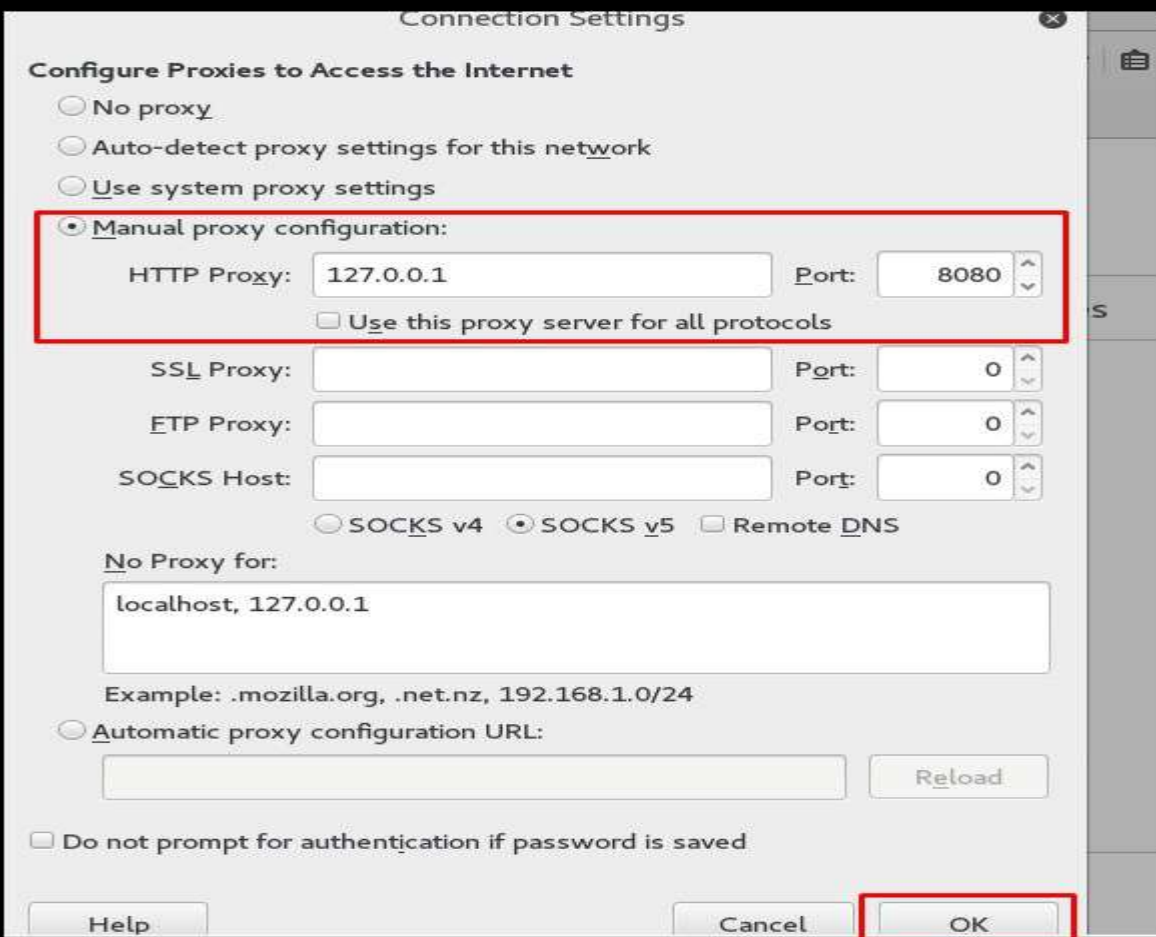 Connection Settings
Configure Proxies to Access the Internet
No proxy
Auto-detect proxy settings for this network
Use system proxy settings
Manual proxy configuration:
HTTP Proxy: 127.0.0.1 Port: 8080
Use this proxy server for all protocols
SSL Proxy: Port: 0
FTP Proxy: Port: 0
SOCKS Host: Port: 0
SOCKS v4 SOCKS v5 Remote DNS
No Proxy for:
localhost, 127.0.0.1
Example: .mozilla.org, .net.nz, 192.168.1.0/24
Automatic proxy configuration URL:
Reload
Do not prompt for authentication if password is saved
Help Cancel OK